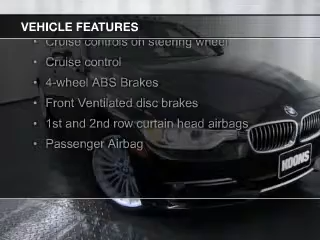 VEHICLE FEATURES
• Cruise controls on steering wheel
• Cruise control
• 4-wheel ABS Brakes
• Front Ventilated disc brakes
• 1st and 2nd row curtain head airbags
• Passenger Airbag
KOONS